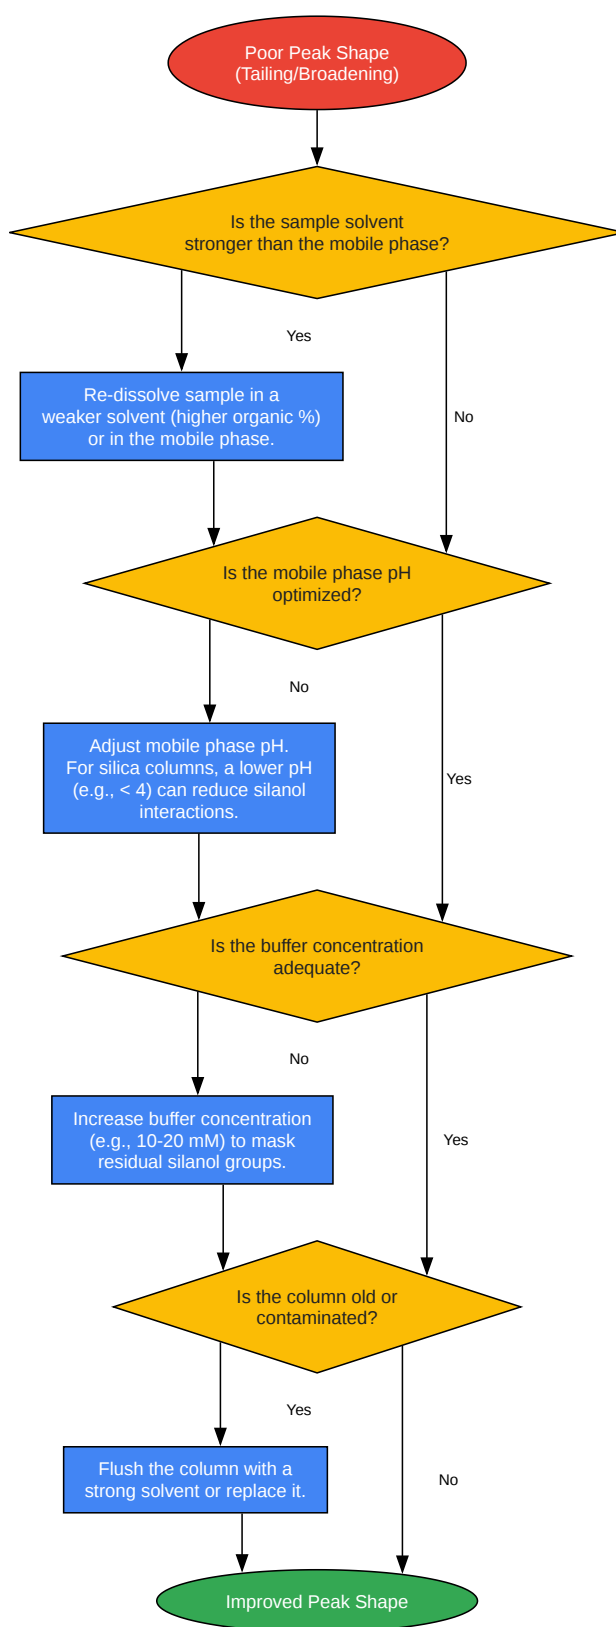 Poor Peak Shape
(Tailing/Broadening)
Is the sample solvent
stronger than the mobile phase?
Yes
Re-dissolve sample in a
weaker solvent (higher organic %)
or in the mobile phase.
No
Is the mobile phase pH
optimized?
No
Adjust mobile phase pH.
For silica columns, a lower pH
(e.g., < 4) can reduce silanol
interactions.
Yes
Is the buffer concentration
adequate?
No
Increase buffer concentration
(e.g., 10-20 mM) to mask
residual silanol groups.
Yes
Is the column old or
contaminated?
Yes
Flush the column with a
strong solvent or replace it.
No
Improved Peak Shape